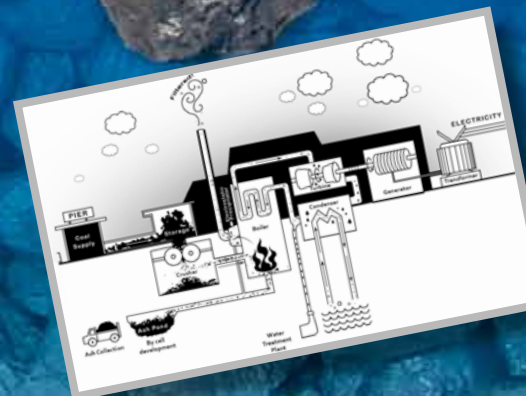 Filtered!
ELECTRICITY
PIER
Coal
Supply
Storage
Crusher
Boiler
Turbine
Condenser
Generator
Transformer
Ash Collection
Ash Pond
By cell
development
Water
Treatment
Plant